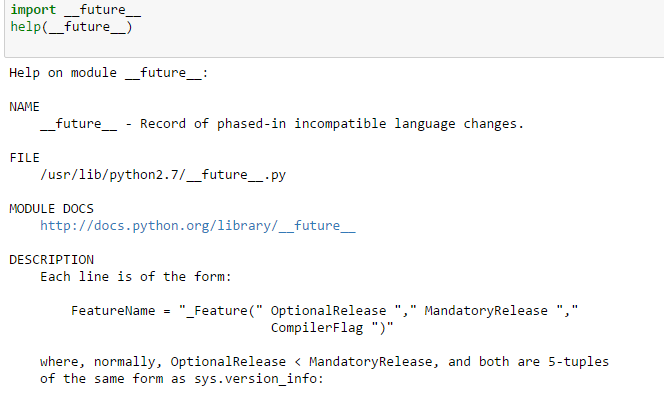 import __future__
help(__future__)
Help on module __future__:
NAME
__future__ - Record of phased-in incompatible language changes.
FILE
/usr/lib/python2.7/__future__.py
MODULE DOCS
http://docs.python.org/library/__future__
DESCRIPTION
Each line is of the form:
FeatureName = "_Feature(" OptionalRelease "," MandatoryRelease ","
CompilerFlag ")"
where, normally, OptionalRelease < MandatoryRelease, and both are 5-tuples
of the same form as sys.version_info: